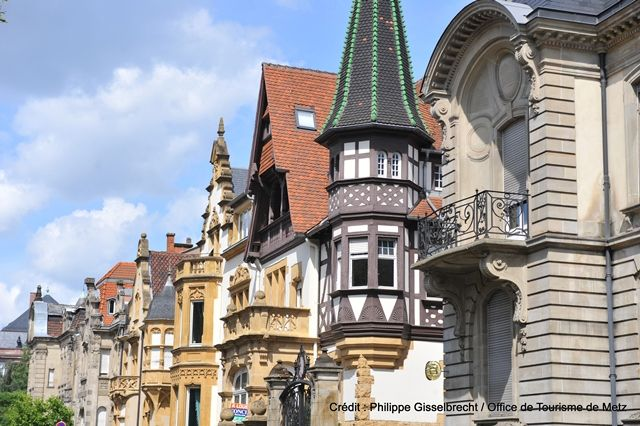 Crédit : Philippe Gisselbrecht / Office de Tourisme de Metz